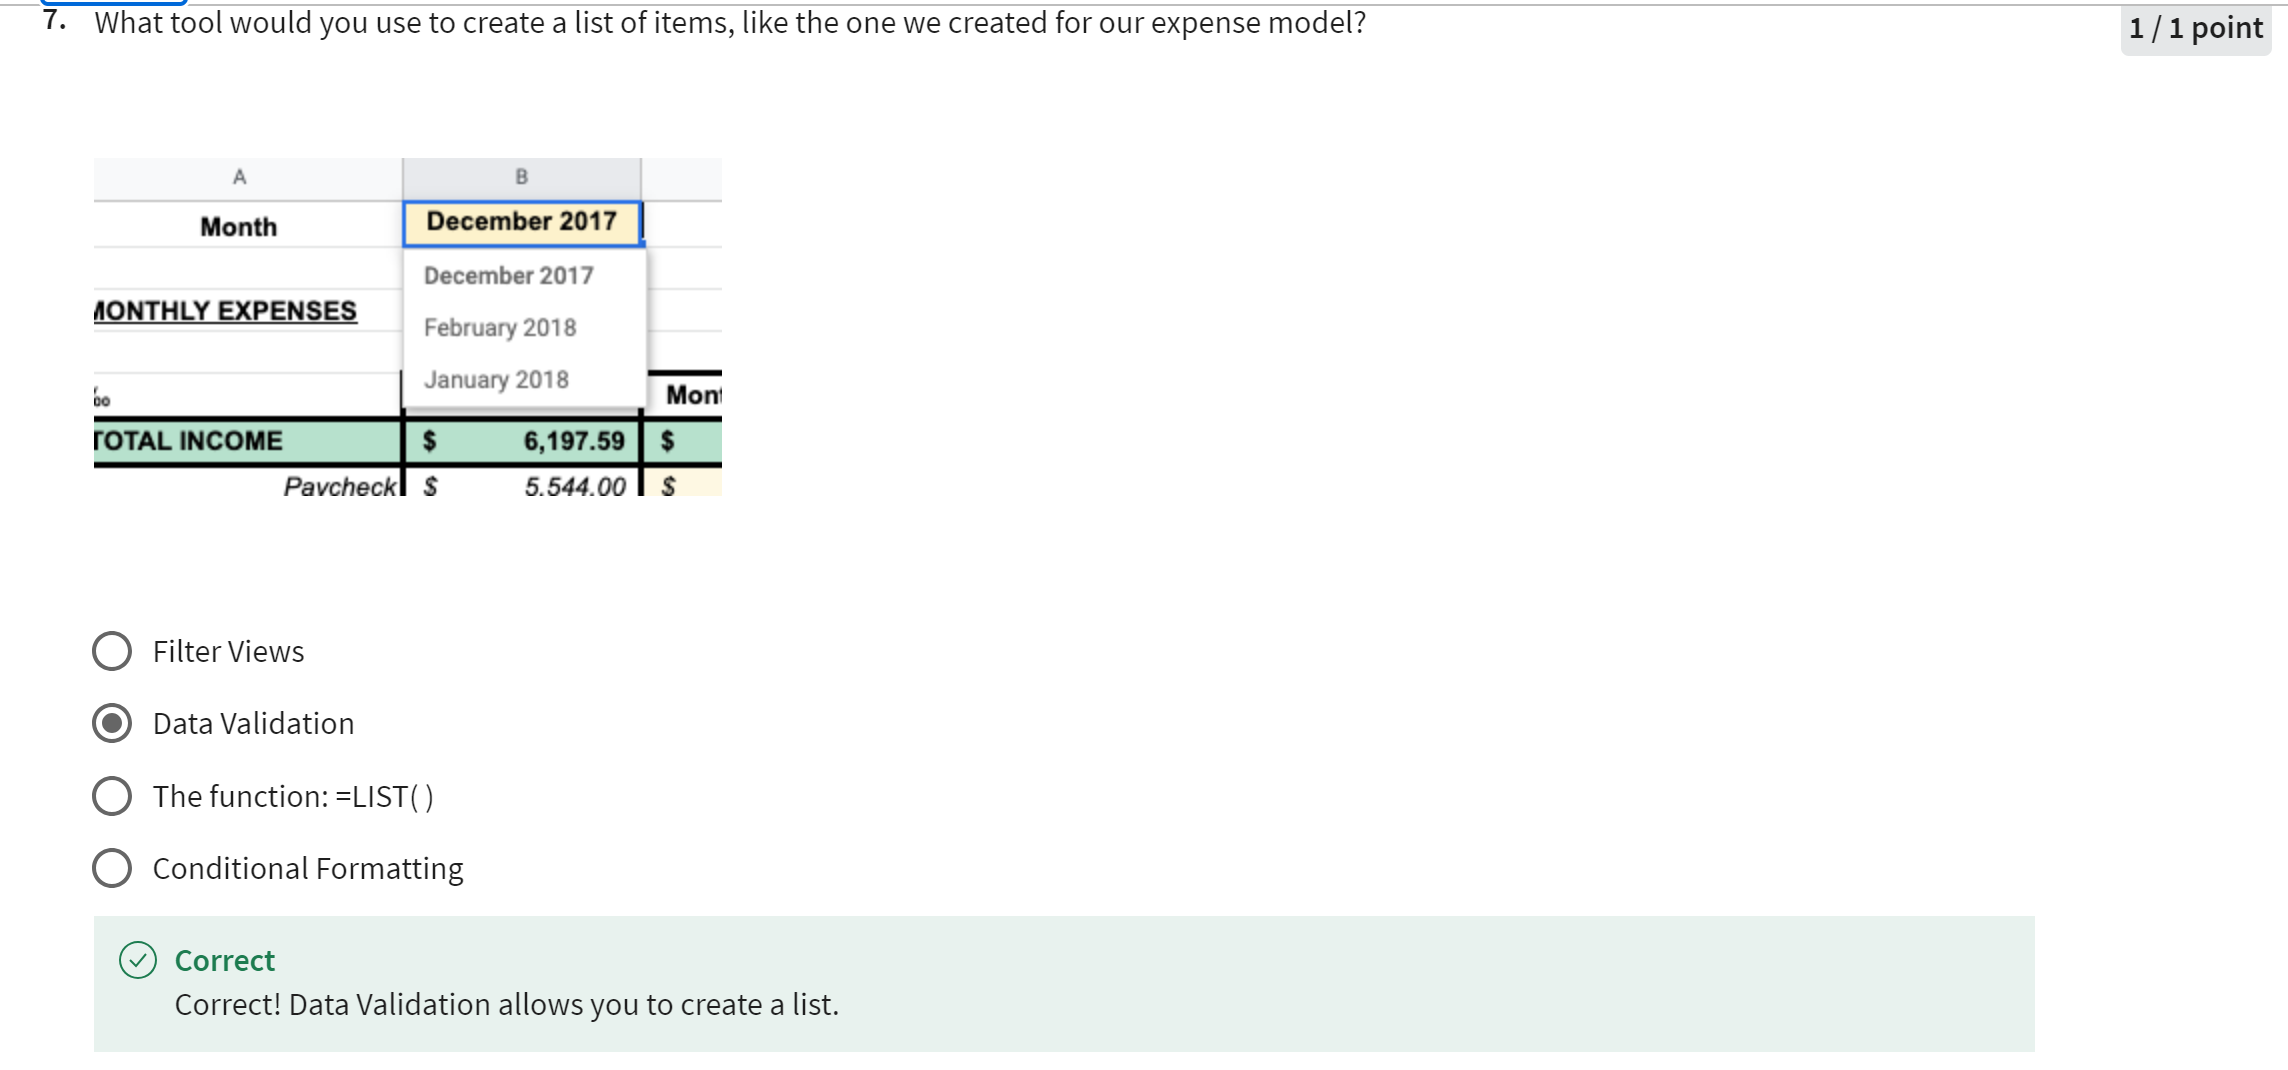 7. What tool would you use to create a list of items, like the one we created for our expense model?
1 / 1 point
A B
Month December 2017
December 2017
MONTHLY EXPENSES
February 2018
January 2018
Mont
TOTAL INCOME $ 6,197.59 $
Paycheck $ 5,544.00 $
Filter Views
Data Validation
The function: =LIST( )
Conditional Formatting
Correct
Correct! Data Validation allows you to create a list.